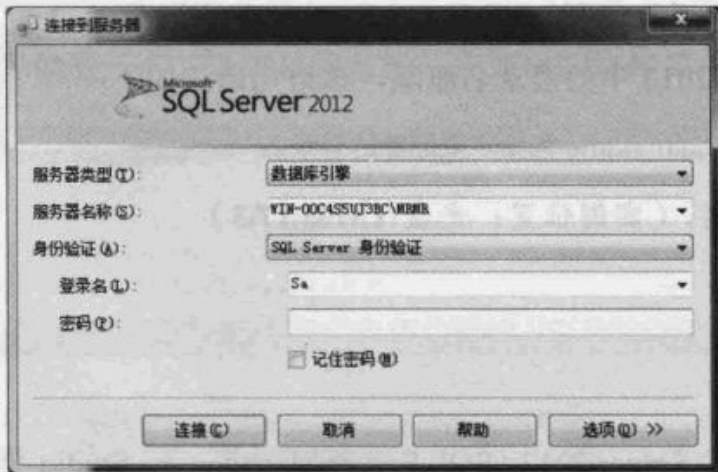 连接到服务器
Microsoft
SQL Server 2012
服务器类型(T): 数据库引擎
服务器名称(S): WIN-OOC4S5UJ3BC\MRMR
身份验证(A): SQL Server 身份验证
登录名(L): Sa
密码(P):
记住密码(M)
连接(C) 取消 帮助 选项(O) >>